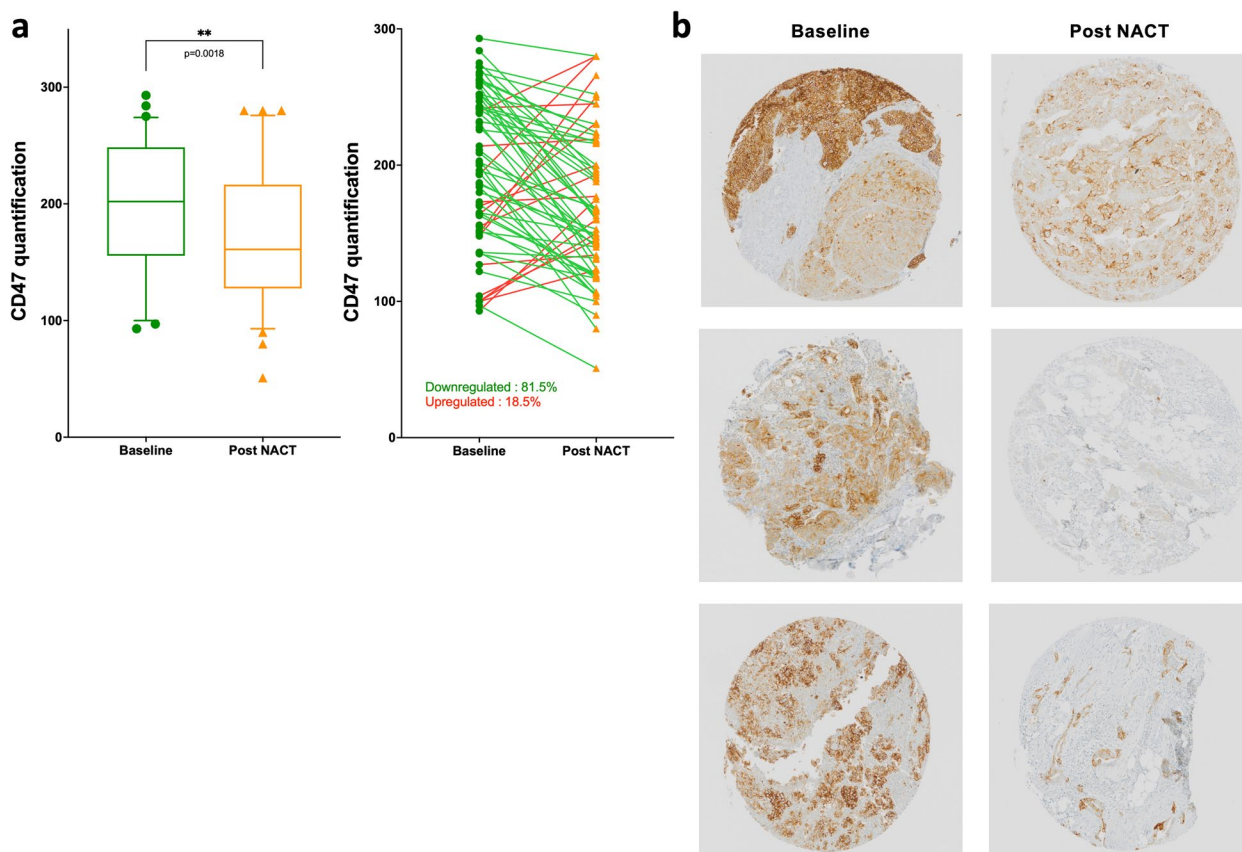 a
**
p=0.0018
CD47 quantification
300
200
100
0
Baseline
Post NACT
CD47 quantification
300
200
100
0
Downregulated : 81.5%
Upregulated : 18.5%
Baseline
Post NACT
b
Baseline
Post NACT